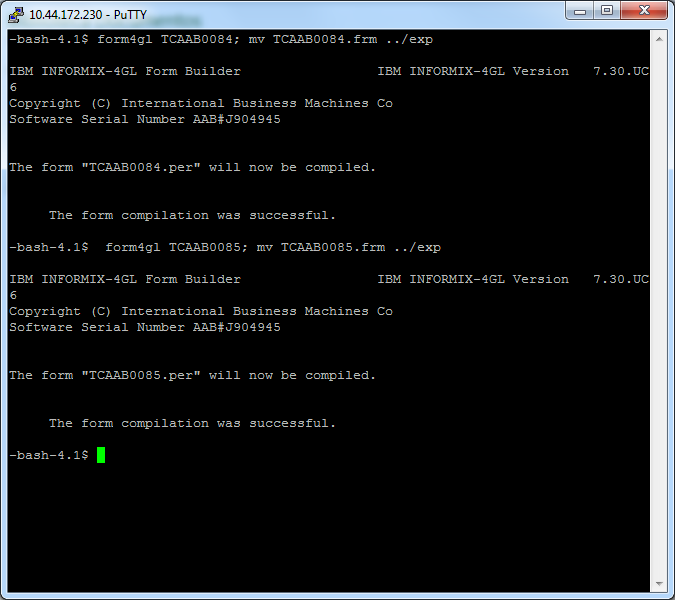 10.44.172.230 - PuTTY
-bash-4.1$ form4gl TCAAB0084; mv TCAAB0084.frm ../exp
IBM INFORMIX-4GL Form Builder                 IBM INFORMIX-4GL Version   7.30.UC
6
Copyright (C) International Business Machines Co
Software Serial Number AAB#J904945
The form "TCAAB0084.per" will now be compiled.
The form compilation was successful.
-bash-4.1$  form4gl TCAAB0085; mv TCAAB0085.frm ../exp
IBM INFORMIX-4GL Form Builder                 IBM INFORMIX-4GL Version   7.30.UC
6
Copyright (C) International Business Machines Co
Software Serial Number AAB#J904945
The form "TCAAB0085.per" will now be compiled.
The form compilation was successful.
-bash-4.1$